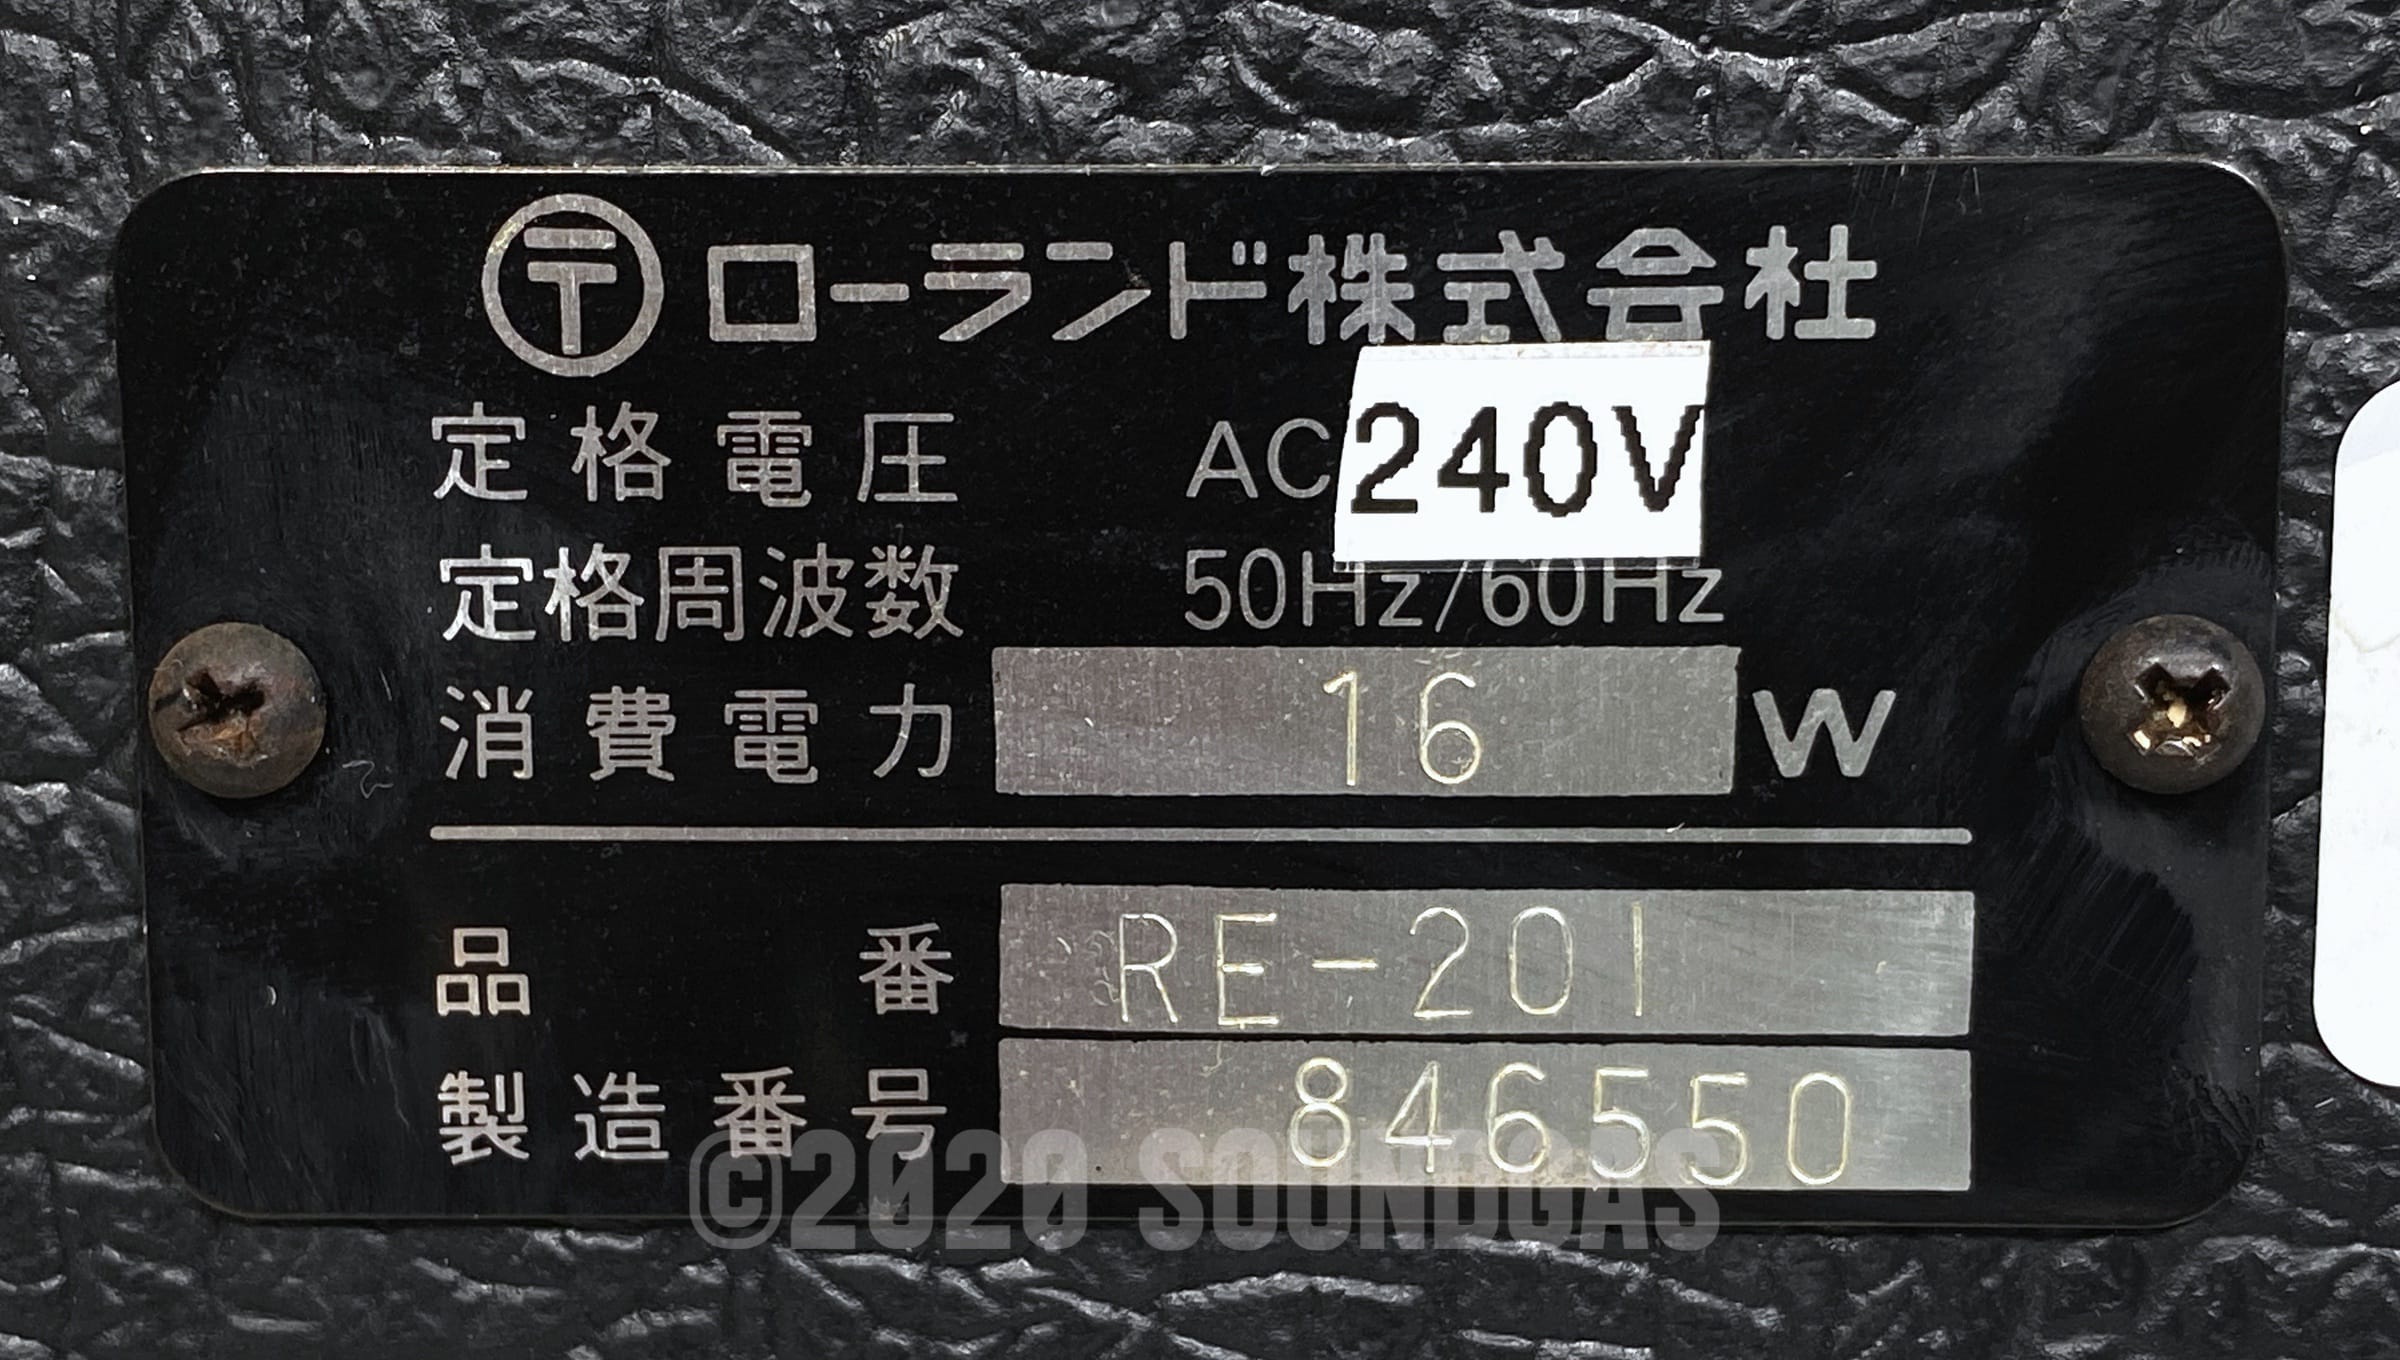 〒 ローランド株式会社
定格電圧 AC 240V
定格周波数 50Hz/60Hz
消費電力 16 W
品番 RE-201
製造番号 846550
©2020 SOUNDGAS